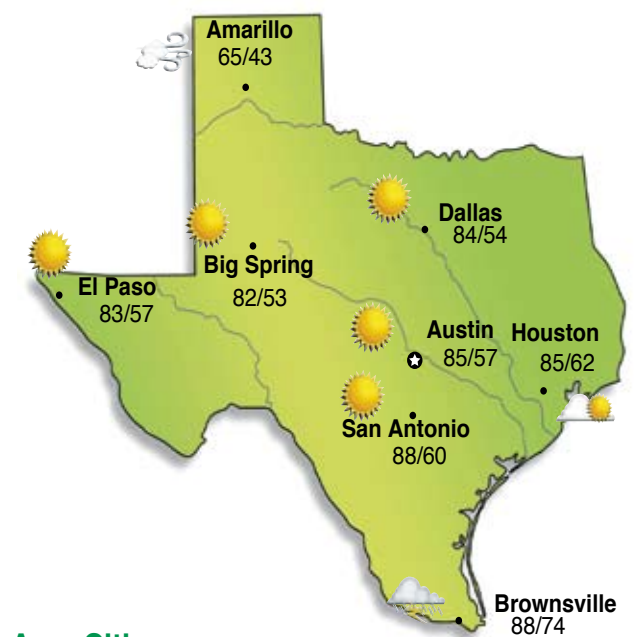 Amarillo
65/43
Dallas
84/54
Big Spring
82/53
El Paso
83/57
Austin
85/57
Houston
85/62
San Antonio
88/60
Brownsville
88/74